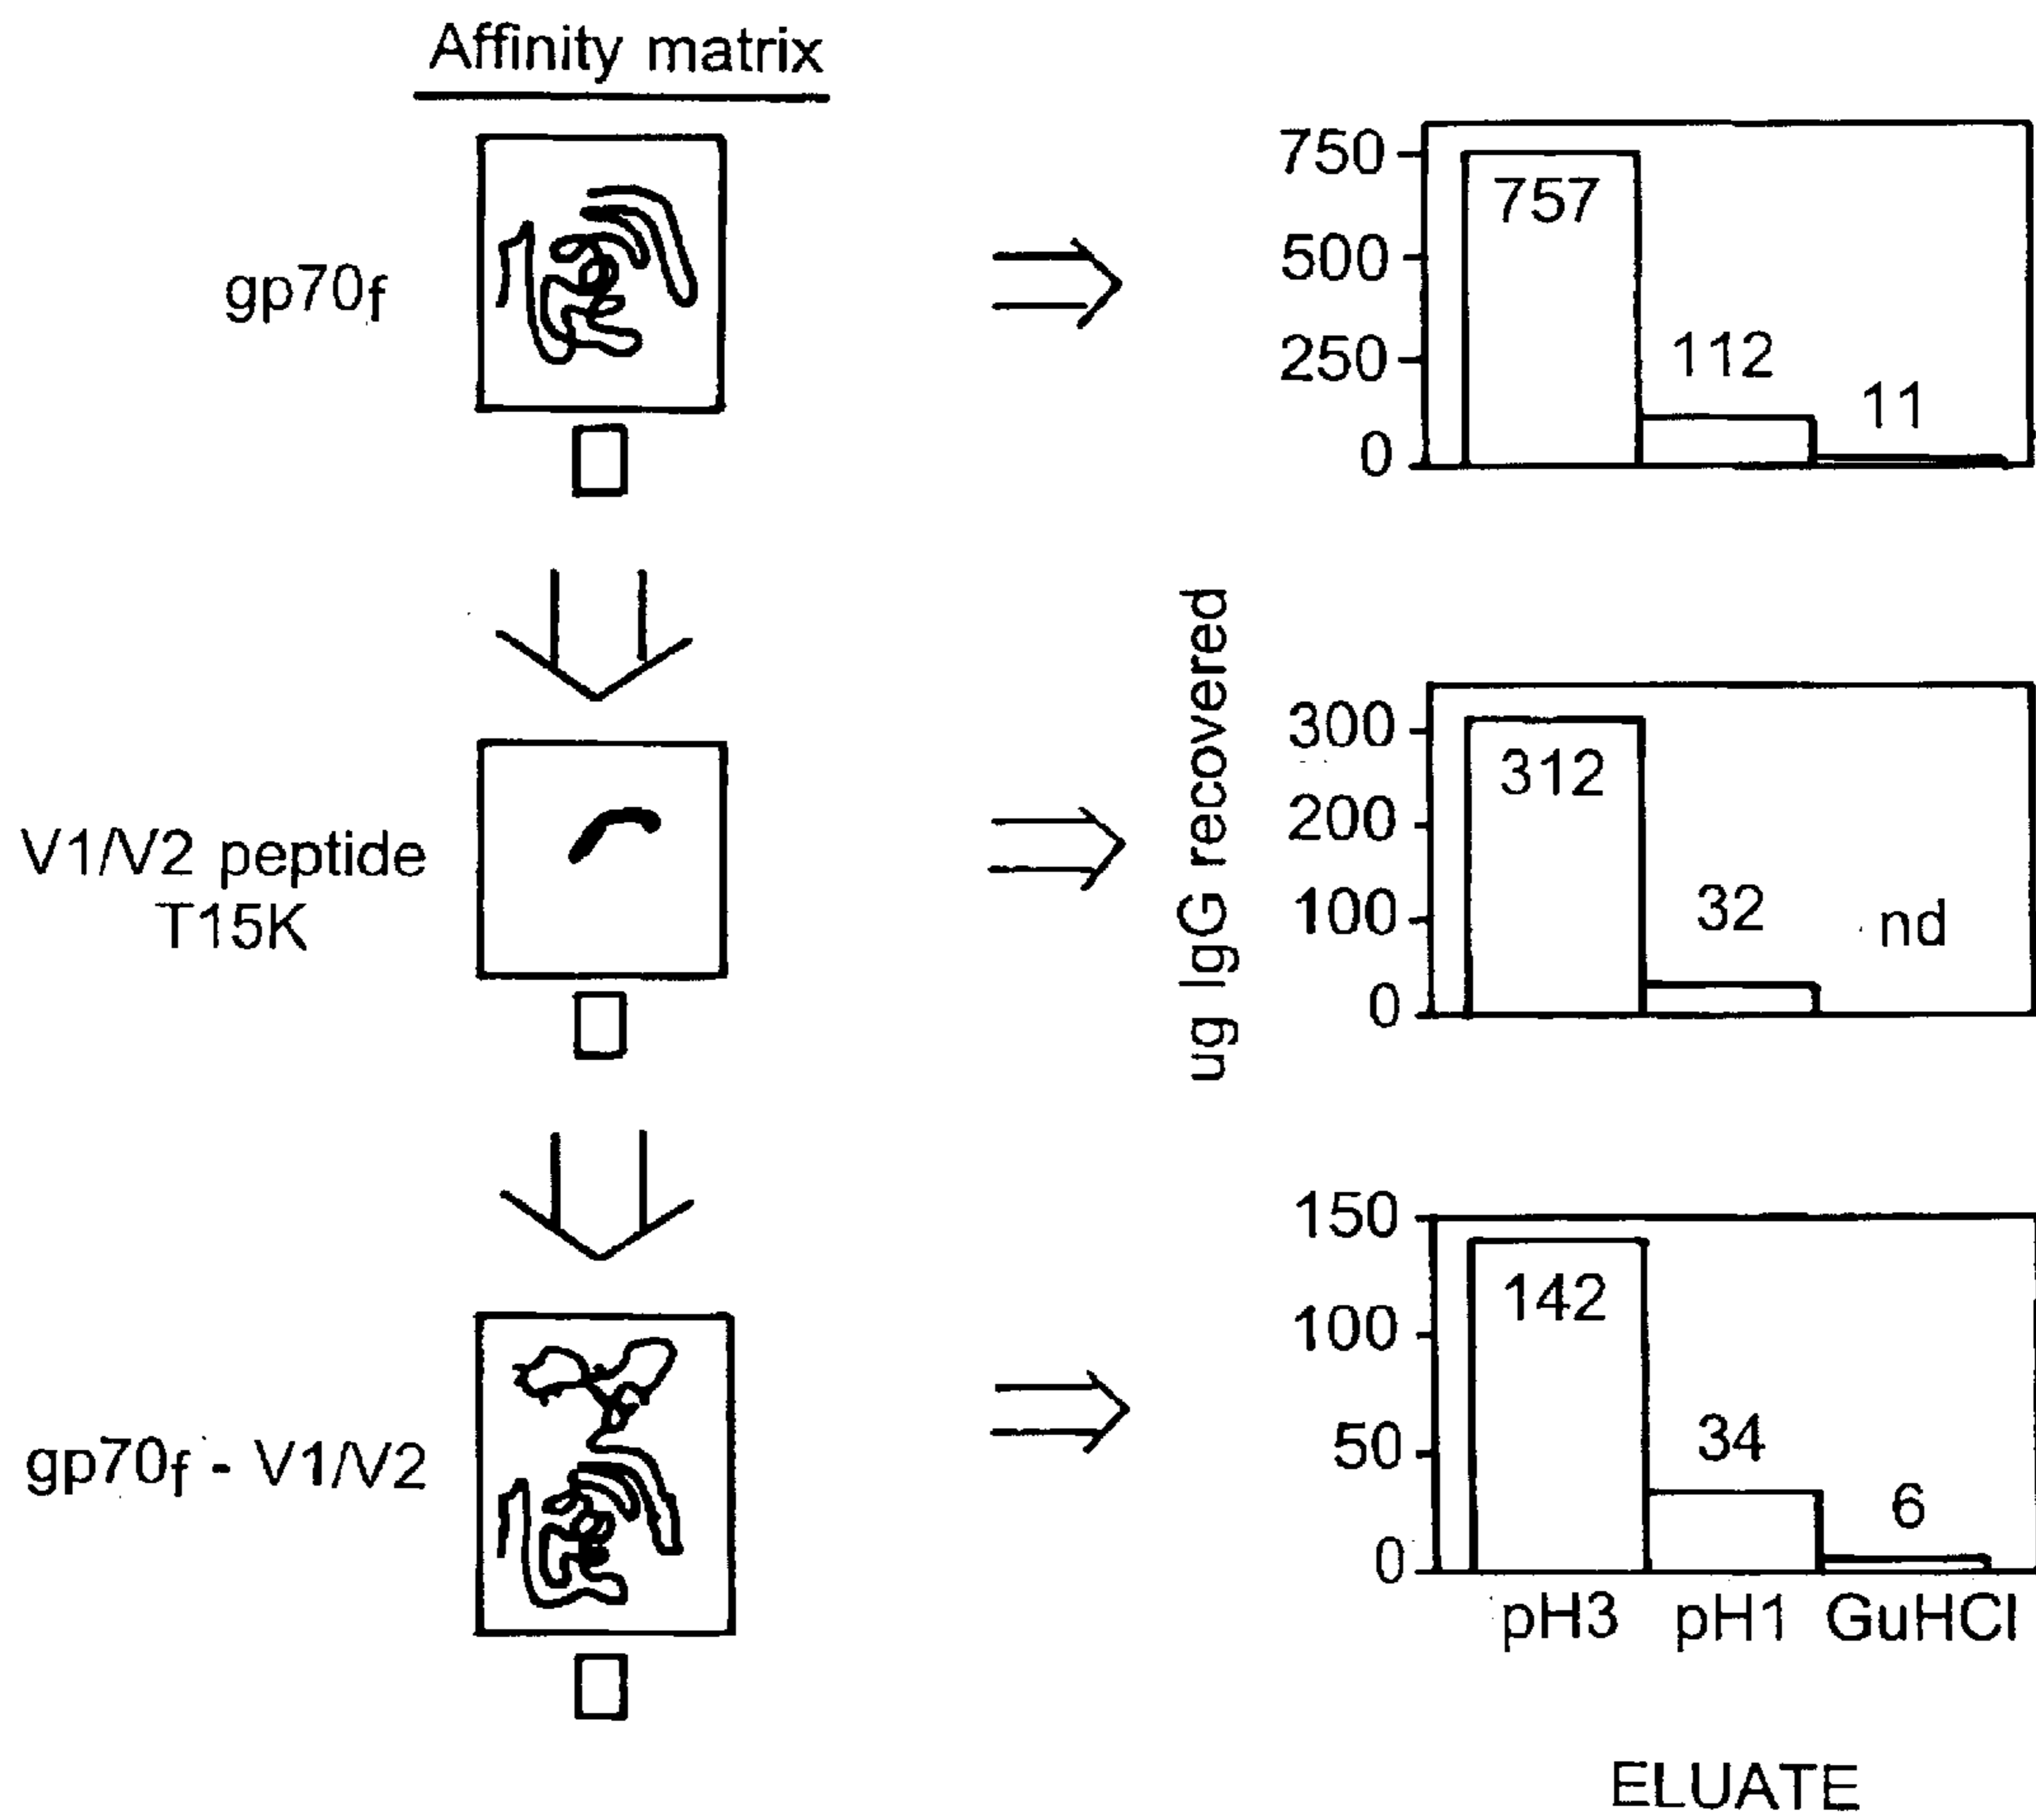 Affinity matrix
gp70f
750
500
250
0
757
112
11
V1/V2 peptide
T15K
ug IgG recovered
300
200
100
0
312
32
nd
gp70f - V1/V2
150
100
50
0
142
34
6
pH3 pH1 GuHCl
ELUATE